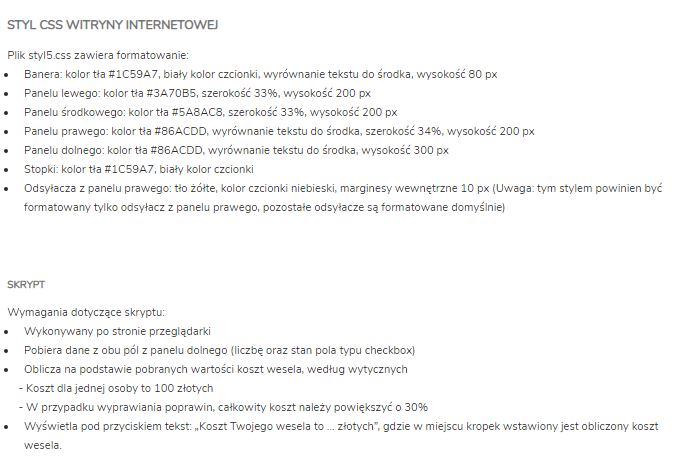 STYL CSS WITRYNY INTERNETOWEJ
Plik styl5.css zawiera formatowanie:
• Banera: kolor tła #1C59A7, biały kolor czcionki, wyrównanie tekstu do środka, wysokość 80 px
• Panelu lewego: kolor tła #3A70B5, szerokość 33%, wysokość 200 px
• Panelu środkowego: kolor tła #5A8AC8, szerokość 33%, wysokość 200 px
• Panelu prawego: kolor tła #86ACDD, wyrównanie tekstu do środka, szerokość 34%, wysokość 200 px
• Panelu dolnego: kolor tła #86ACDD, wyrównanie tekstu do środka, wysokość 300 px
• Stopki: kolor tła #1C59A7, biały kolor czcionki
• Odsyłacza z panelu prawego: tło żółte, kolor czcionki niebieski, marginesy wewnętrzne 10 px (Uwaga: tym stylem powinien być
formatowany tylko odsyłacz z panelu prawego, pozostałe odsyłacze są formatowane domyślnie)
SKRYPT
Wymagania dotyczące skryptu:
• Wykonywany po stronie przeglądarki
• Pobiera dane z obu pól z panelu dolnego (liczbę oraz stan pola typu checkbox)
• Oblicza na podstawie pobranych wartości koszt wesela, według wytycznych
- Koszt dla jednej osoby to 100 złotych
- W przypadku wyprawiania poprawin, całkowity koszt należy powiększyć o 30%
• Wyświetla pod przyciskiem tekst: „Koszt Twojego wesela to ... złotych”, gdzie w miejscu kropek wstawiony jest obliczony koszt
wesela.